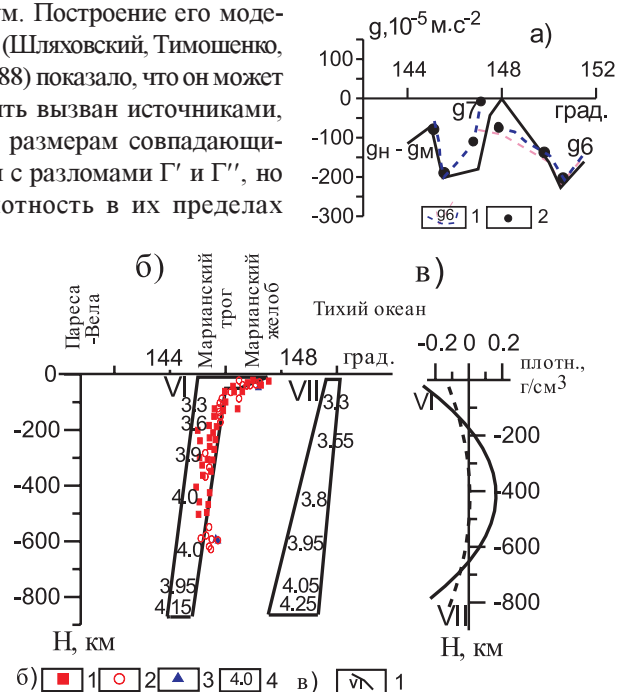 ум. Построение его моде-
(Шляховский, Тимошенко,
88) показало, что он может
ить вызван источниками,
размерам совпадающи-
и с разломами Г′ и Г′′, но
отность в их пределах
g,10⁻⁵ м.с⁻²
а)
100
144 148 152
0
град.
g7
-100
gн - gм
g6
-200
-300
g6 1 2
б)
Пареса
-Вела
Марианский
трог
Марианский
желоб
144 148 град.
0
VI VII
3.3 3.3
3.6
3.55
-200
3.9
4.0 3.8
-400
4.0 3.95
-600
3.95 4.05
-800
4.15 4.25
Н, км
в)
Тихий океан
-0.2 0 0.2
плотн.,
г/см³
VI
-200
-400
-600
-800
VII
Н, км
б) 1 2 3 4.0 4 в) VI 1